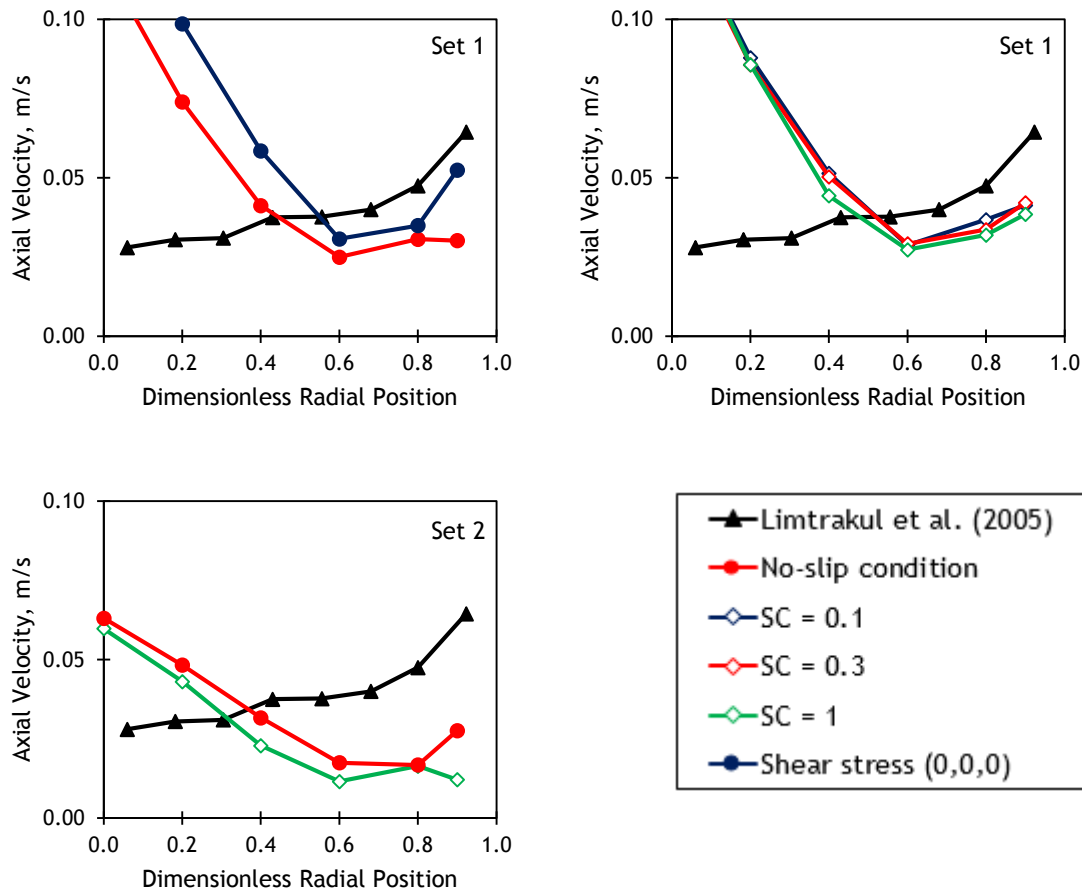 0.10
0.05
0.00
Axial Velocity, m/s
Set 1
0.0 0.2 0.4 0.6 0.8 1.0
Dimensionless Radial Position
0.10
0.05
0.00
Axial Velocity, m/s
Set 1
0.0 0.2 0.4 0.6 0.8 1.0
Dimensionless Radial Position
0.10
0.05
0.00
Axial Velocity, m/s
Set 2
0.0 0.2 0.4 0.6 0.8 1.0
Dimensionless Radial Position
Limtrakul et al. (2005)
No-slip condition
SC = 0.1
SC = 0.3
SC = 1
Shear stress (0,0,0)